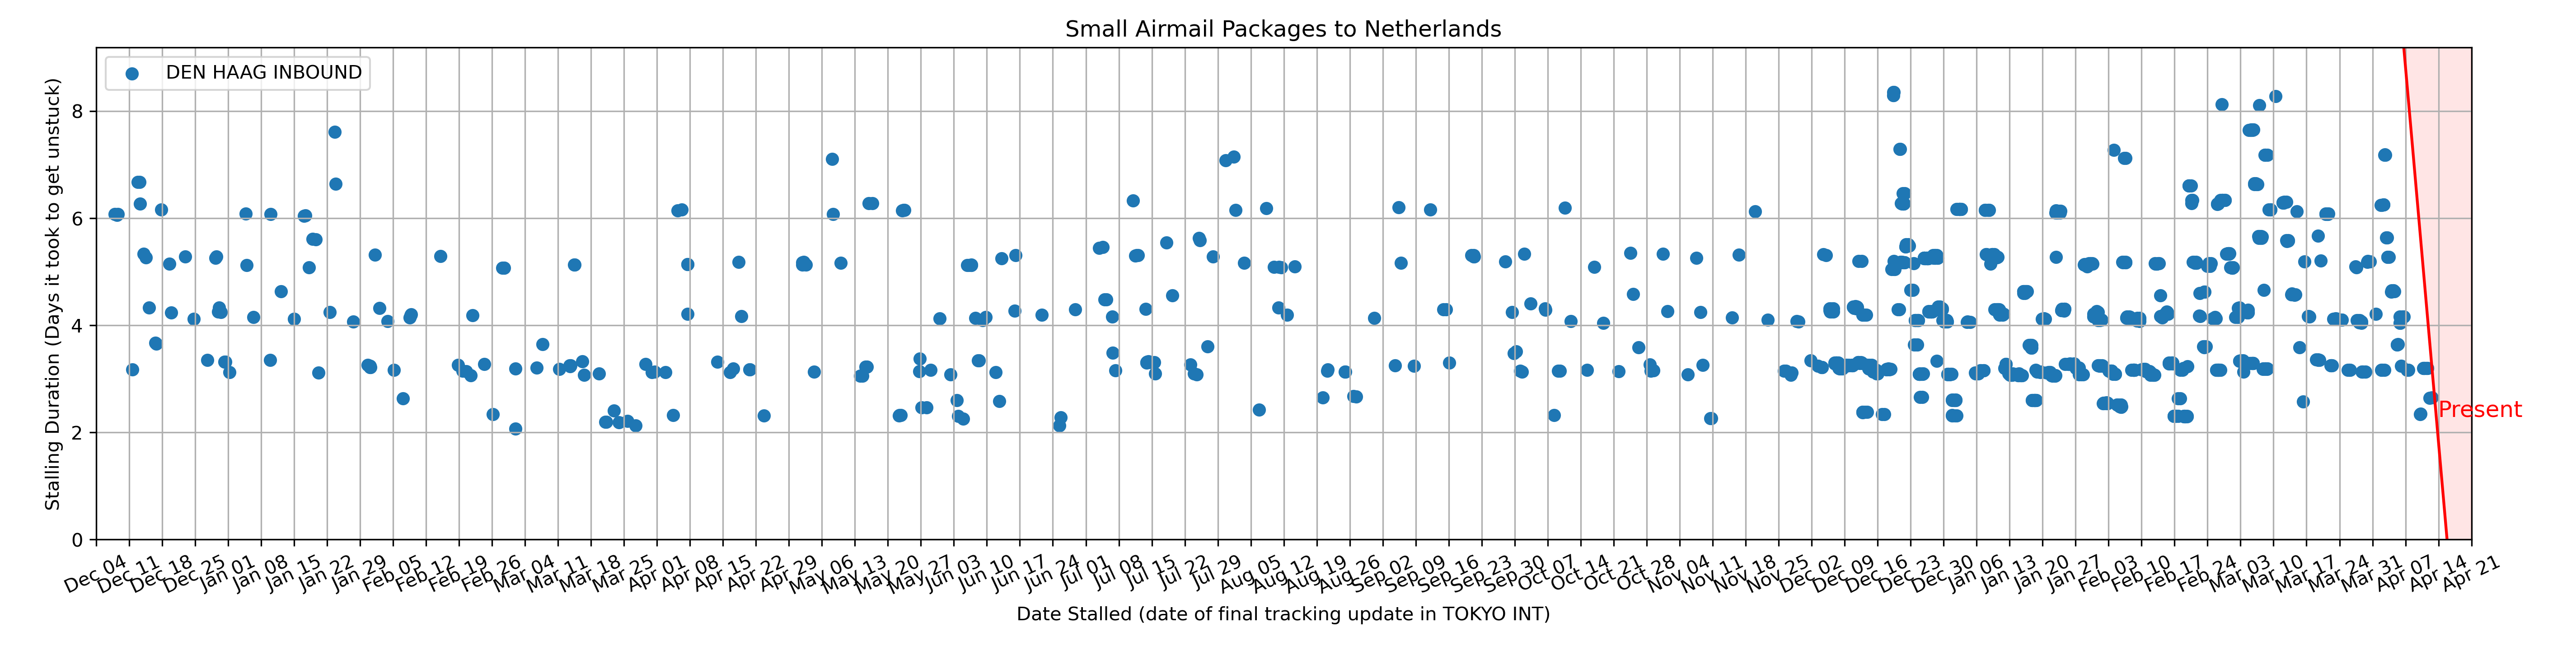 Small Airmail Packages to Netherlands
DEN HAAG INBOUND
Stalling Duration (Days it took to get unstuck)
8
6
4
2
0
Present
Dec 04 Dec 11 Dec 18 Dec 25 Jan 01 Jan 08 Jan 15 Jan 22 Jan 29 Feb 05 Feb 12 Feb 19 Feb 26 Mar 04 Mar 11 Mar 18 Mar 25 Apr 01 Apr 08 Apr 15 Apr 22 Apr 29 May 06 May 13 May 20 May 27 Jun 03 Jun 10 Jun 17 Jun 24 Jul 01 Jul 08 Jul 15 Jul 22 Jul 29 Aug 05 Aug 12 Aug 19 Aug 26 Sep 02 Sep 09 Sep 16 Sep 23 Sep 30 Oct 07 Oct 14 Oct 21 Oct 28 Nov 04 Nov 11 Nov 18 Nov 25 Dec 02 Dec 09 Dec 16 Dec 23 Dec 30 Jan 06 Jan 13 Jan 20 Jan 27 Feb 03 Feb 10 Feb 17 Feb 24 Mar 03 Mar 10 Mar 17 Mar 24 Mar 31 Apr 07 Apr 14 Apr 21
Date Stalled (date of final tracking update in TOKYO INT)